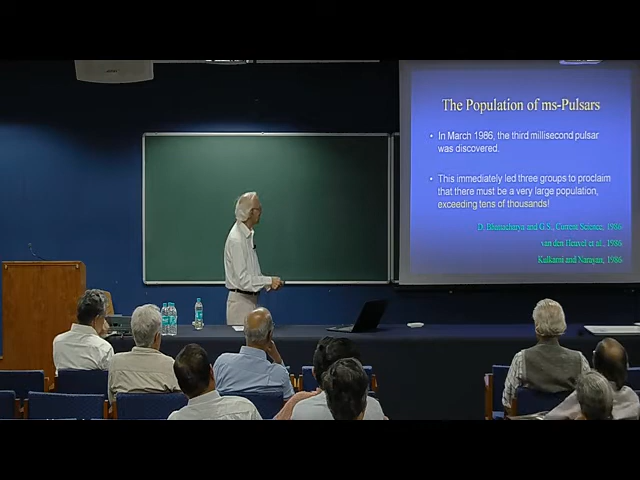 The Population of ms-Pulsars
• In March 1986, the third millisecond pulsar
was discovered.
• This immediately led three groups to proclaim
that there must be a very large population,
exceeding tens of thousands!
D. Bhattacharya and G.S., Current Science, 1986
van den Heuvel et al., 1986
Kulkarni and Narayan, 1986